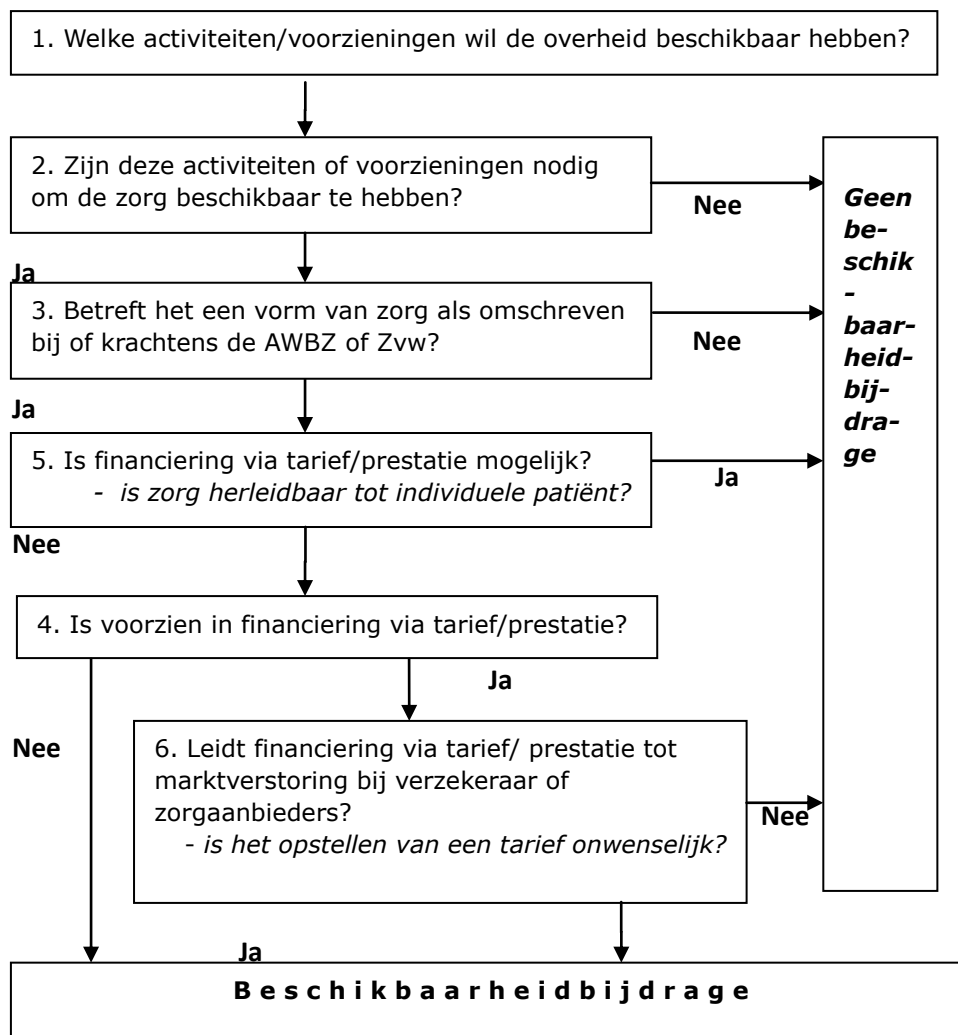 1. Welke activiteiten/voorzieningen wil de overheid beschikbaar hebben?
2. Zijn deze activiteiten of voorzieningen nodig
om de zorg beschikbaar te hebben?
Nee
Geen
be-
schik
-
baar-
heid-
bij-
dra-
ge
Ja
3. Betreft het een vorm van zorg als omschreven
bij of krachtens de AWBZ of Zvw?
Nee
Ja
5. Is financiering via tarief/prestatie mogelijk?
- is zorg herleidbaar tot individuele patiënt?
Ja
Nee
4. Is voorzien in financiering via tarief/prestatie?
Ja
Nee
6. Leidt financiering via tarief/ prestatie tot
marktverstoring bij verzekeraar of
zorgaanbieders?
- is het opstellen van een tarief onwenselijk?
Nee
Ja
Beschikbaarheidbijdrage